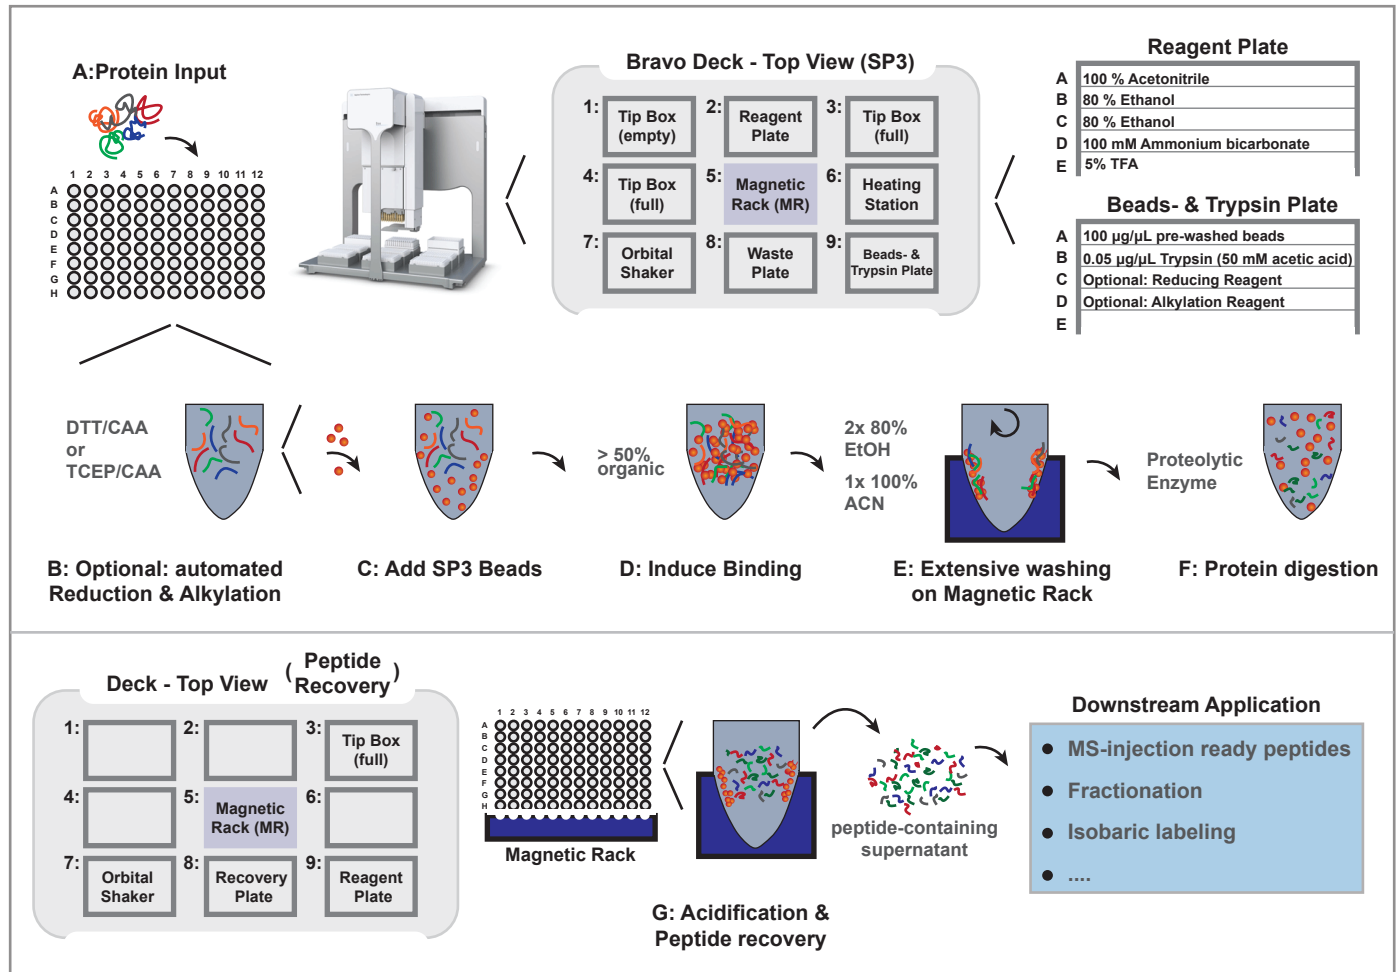 A:Protein Input
1 2 3 4 5 6 7 8 9 10 11 12
A
B
C
D
E
F
G
H
Bravo Deck - Top View (SP3)
1:
Tip Box
(empty)
2:
Reagent
Plate
3:
Tip Box
(full)
4:
Tip Box
(full)
5:
Magnetic
Rack (MR)
6:
Heating
Station
7:
Orbital
Shaker
8:
Waste
Plate
9:
Beads- &
Trypsin Plate
Reagent Plate
A 100 % Acetonitrile
B 80 % Ethanol
C 80 % Ethanol
D 100 mM Ammonium bicarbonate
E 5% TFA
Beads- & Trypsin Plate
A 100 µg/µL pre-washed beads
B 0.05 µg/µL Trypsin (50 mM acetic acid)
C Optional: Reducing Reagent
D Optional: Alkylation Reagent
E
DTT/CAA
or
TCEP/CAA
B: Optional: automated
Reduction & Alkylation
C: Add SP3 Beads
> 50%
organic
D: Induce Binding
2x 80%
EtOH
1x 100%
ACN
E: Extensive washing
on Magnetic Rack
Proteolytic
Enzyme
F: Protein digestion
Deck - Top View (Peptide
Recovery)
1:
2:
3:
Tip Box
(full)
4:
5:
Magnetic
Rack (MR)
6:
7:
Orbital
Shaker
8:
Recovery
Plate
9:
Reagent
Plate
1 2 3 4 5 6 7 8 9 10 11 12
A
B
C
D
E
F
G
H
Magnetic Rack
peptide-containing
supernatant
G: Acidification &
Peptide recovery
Downstream Application
● MS-injection ready peptides
● Fractionation
● Isobaric labeling
● ....